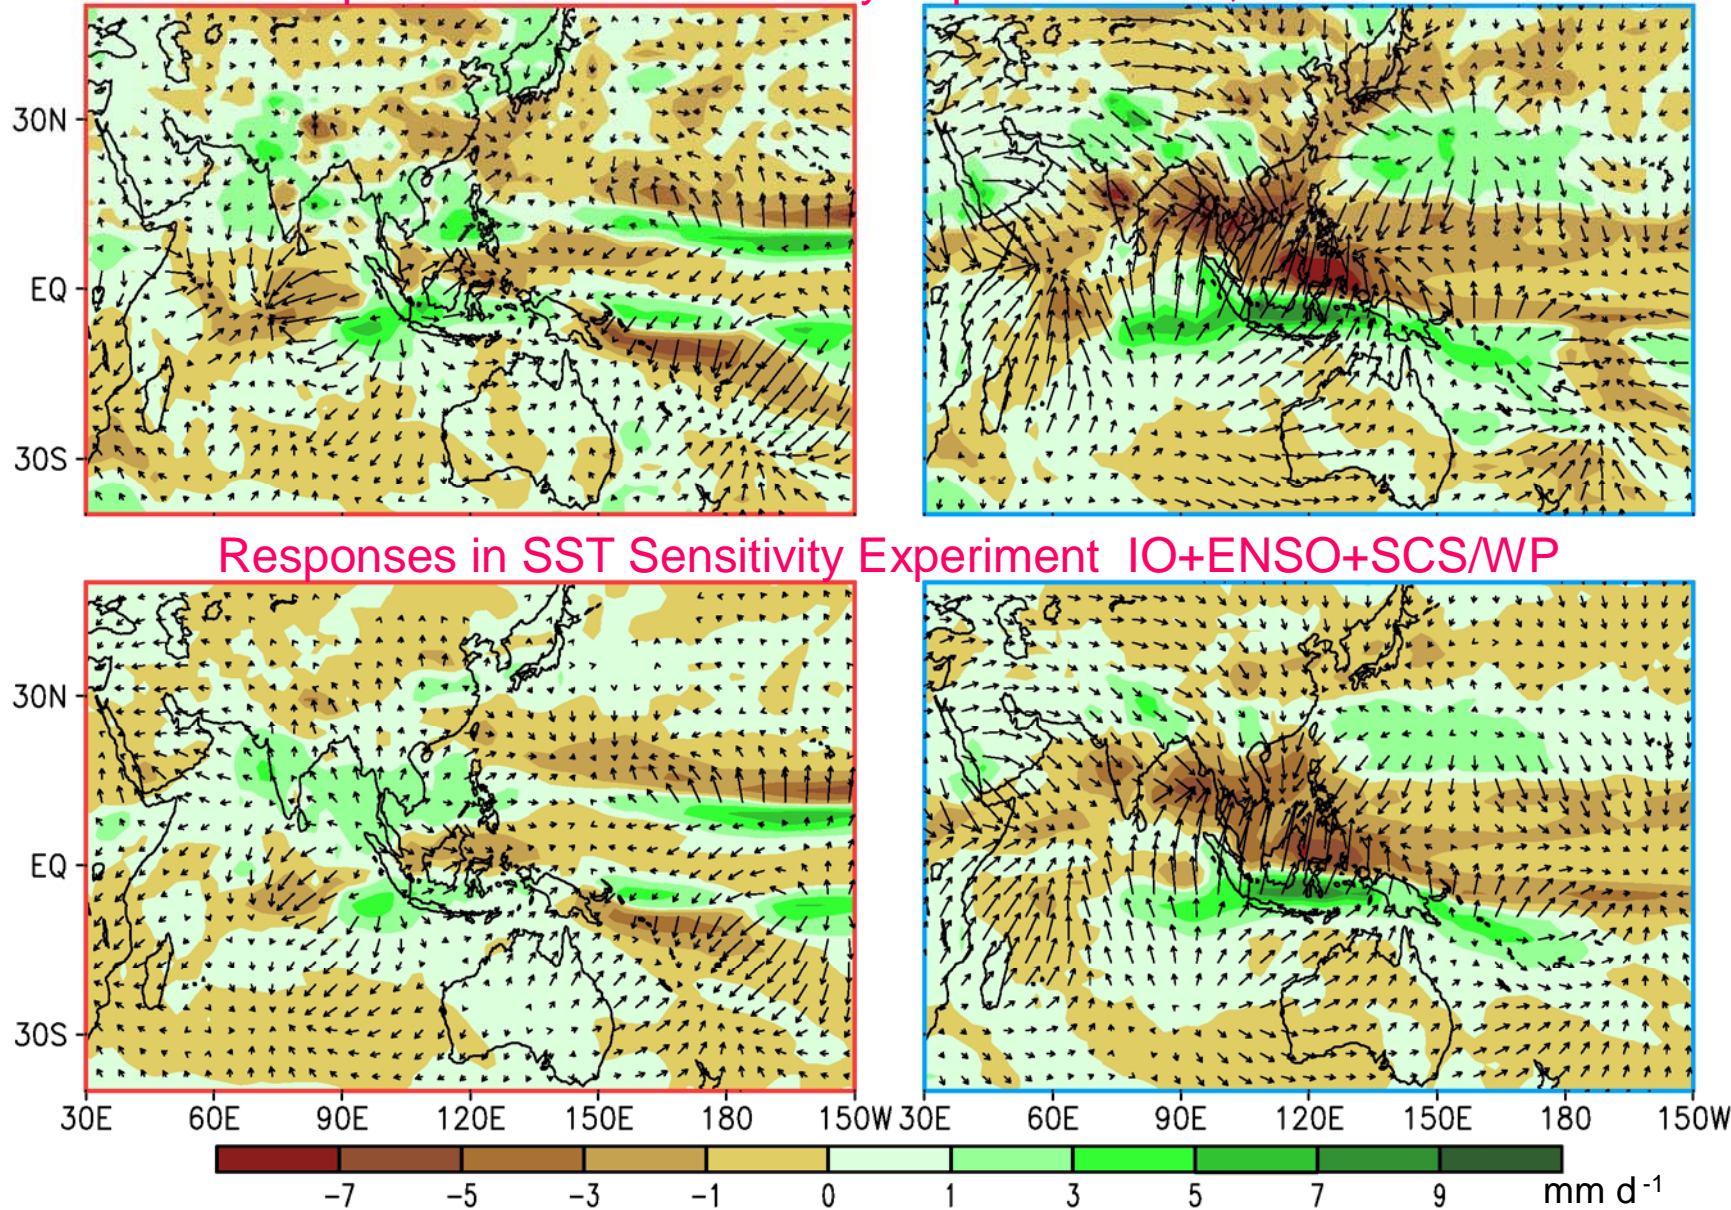 30N
EQ
30S
Responses in SST Sensitivity Experiment IO+ENSO+SCS/WP
30N
EQ
30S
30E 60E 90E 120E 150E 180 150W 30E 60E 90E 120E 150E 180 150W
-7 -5 -3 -1 0 1 3 5 7 9 mm d-1